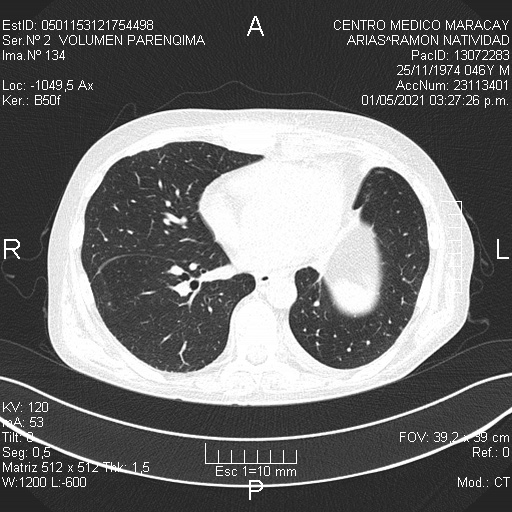 EstID: 0501153121754498
Ser.Nº 2 VOLUMEN PARENQIMA
Ima.Nº 134
Loc: -1049,5 Ax
Ker.: B50f
A
CENTRO MEDICO MARACAY
ARIAS^RAMON NATIVIDAD
PacID: 13072283
25/11/1974 046Y M
AccNum: 23113401
01/05/2021 03:27:26 p.m.
R
L
KV: 120
mA: 53
Tilt: 0
Seg: 0,5
Matriz 512 x 512 Thk: 1,5
W:1200 L:-600
Esc 1=10 mm
P
FOV: 39,2 x 39 cm
Ref.: 0
Mod.: CT